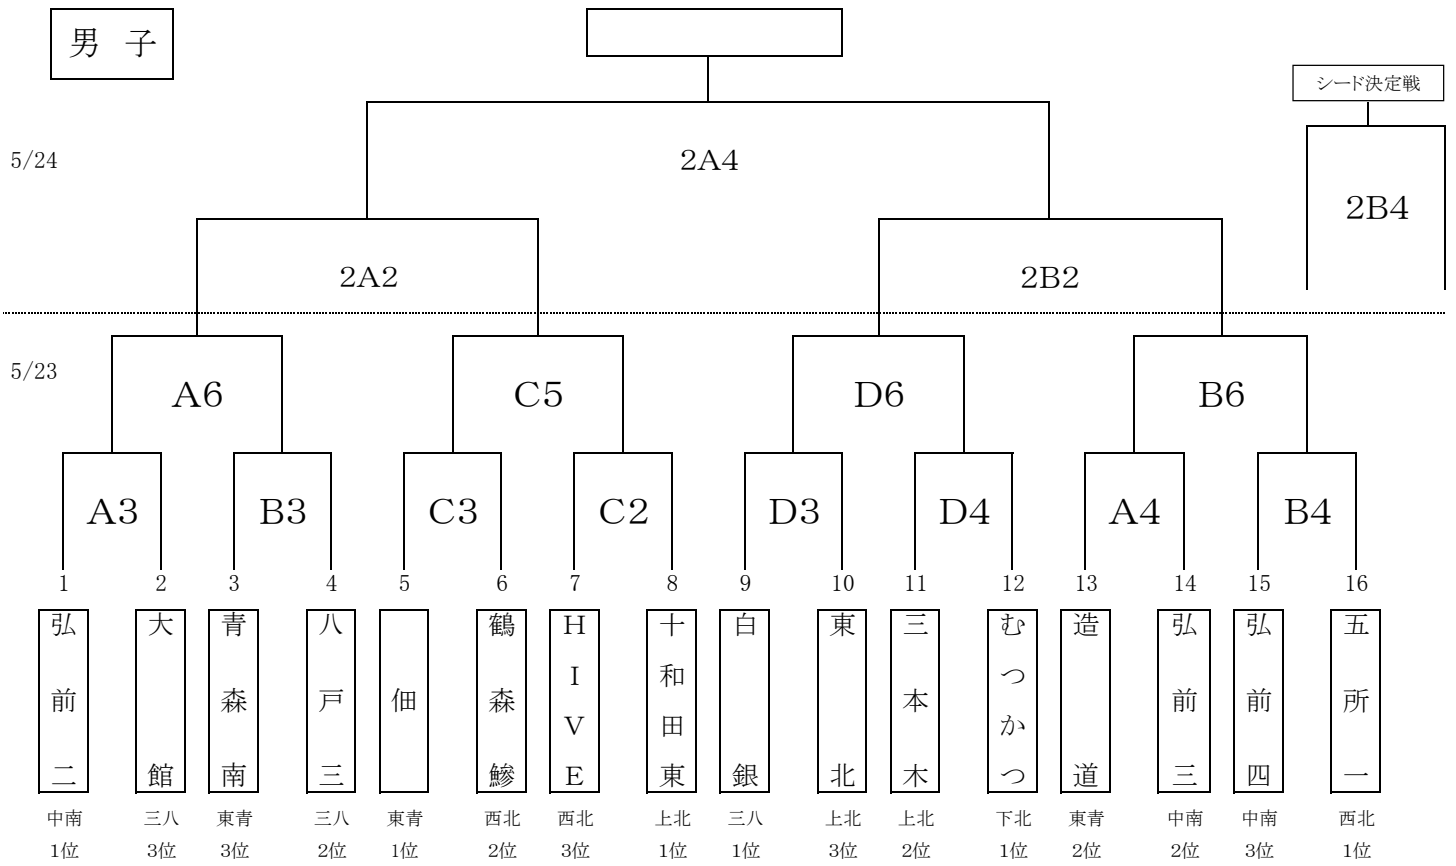 男 子
シード決定戦
5/24
2A4
2B4
2A2
2B2
5/23
A6
C5
D6
B6
A3
B3
C3
C2
D3
D4
A4
B4
1 2 3 4 5 6 7 8 9 10 11 12 13 14 15 16
弘前二
大館
青森南
八戸三
佃
鶴森鰺
HIVE
十和田東
白銀
東北
三本木
むつかつ
造道
弘前三
弘前四
五所一
中南 三八 東青 三八 東青 西北 西北 上北 三八 上北 上北 下北 東青 中南 中南 西北
1位 3位 3位 2位 1位 2位 3位 1位 1位 3位 2位 1位 2位 2位 3位 1位